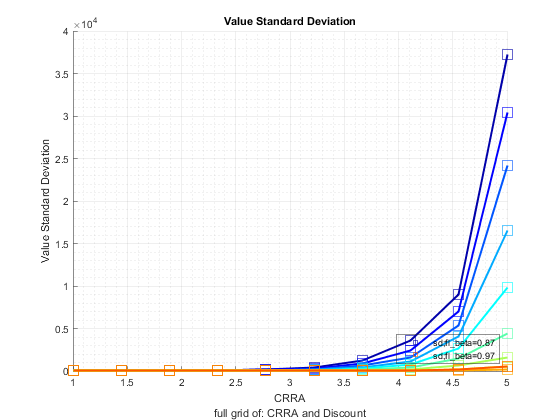 Value Standard Deviation
×10⁴
4
3.5
3
2.5
2
1.5
1
0.5
0
Value Standard Deviation
sd,fl_beta=0.87
sd,fl_beta=0.97
1 1.5 2 2.5 3 3.5 4 4.5 5
CRRA
full grid of: CRRA and Discount